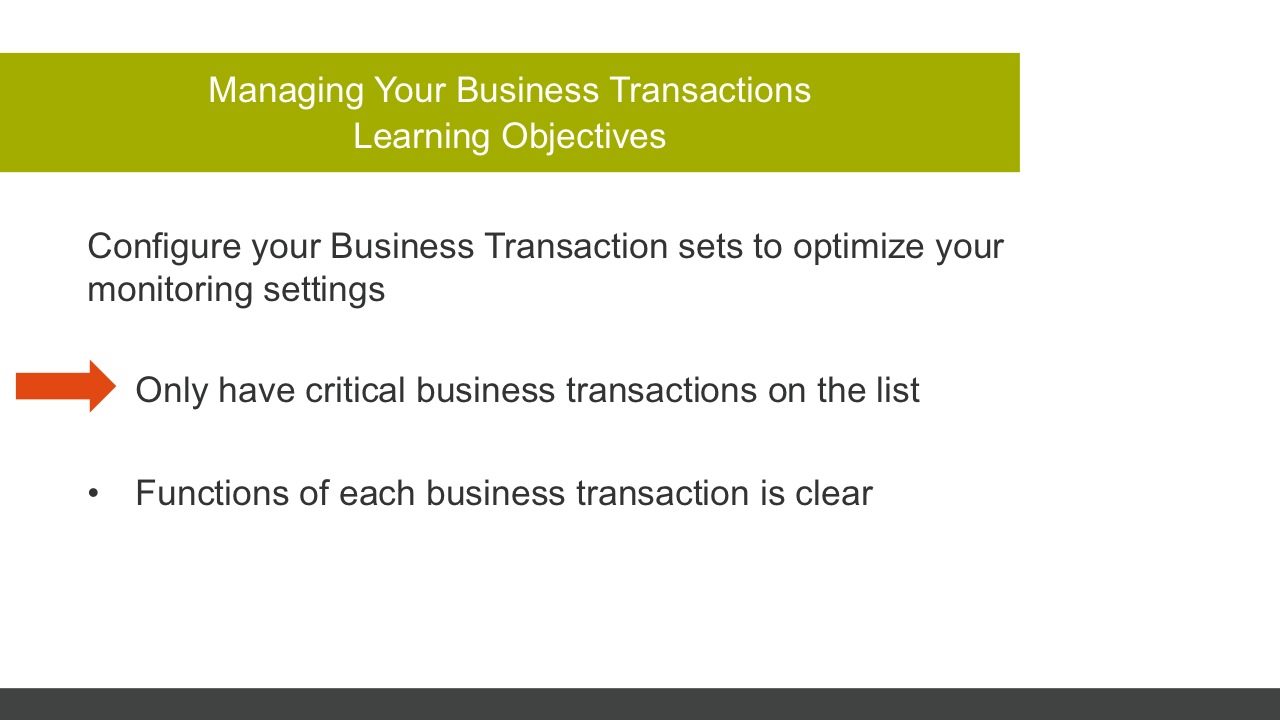 Managing Your Business Transactions
Learning Objectives
Configure your Business Transaction sets to optimize your
monitoring settings
Only have critical business transactions on the list
• Functions of each business transaction is clear